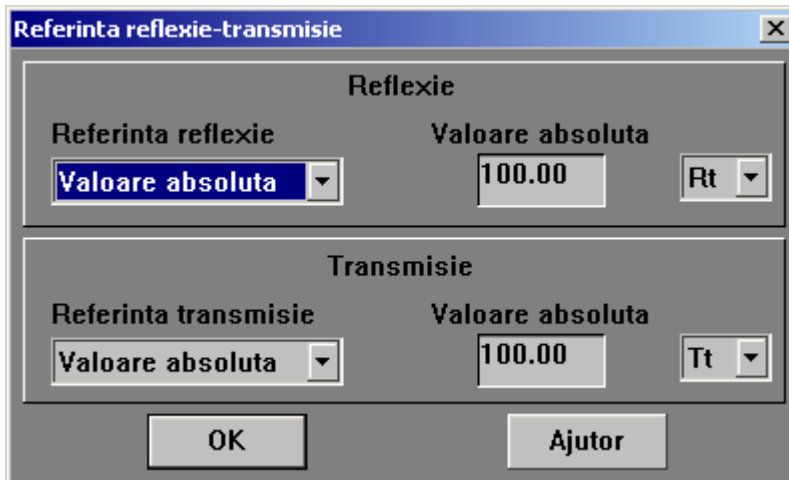 Referinta reflexie-transmisie
Reflexie
Referinta reflexie Valoare absoluta
Valoare absoluta 100.00 Rt
Transmisie
Referinta transmisie Valoare absoluta
Valoare absoluta 100.00 Tt
OK Ajutor